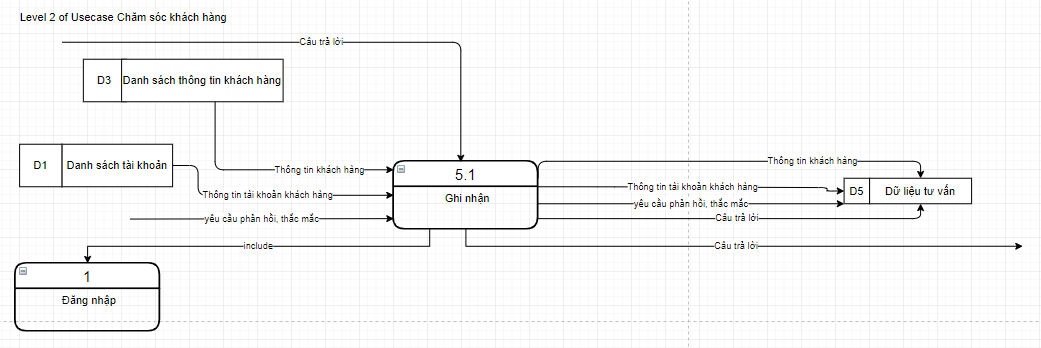 Level 2 of Usecase Chăm sóc khách hàng
Câu trả lời
D3 Danh sách thông tin khách hàng
D1 Danh sách tài khoản
Thông tin khách hàng
Thông tin tài khoản khách hàng
yêu cầu phản hồi, thắc mắc
5.1
Ghi nhận
Thông tin khách hàng
Thông tin tài khoản khách hàng
yêu cầu phản hồi, thắc mắc
Câu trả lời
D5 Dữ liệu tư vấn
include
Câu trả lời
1
Đăng nhập